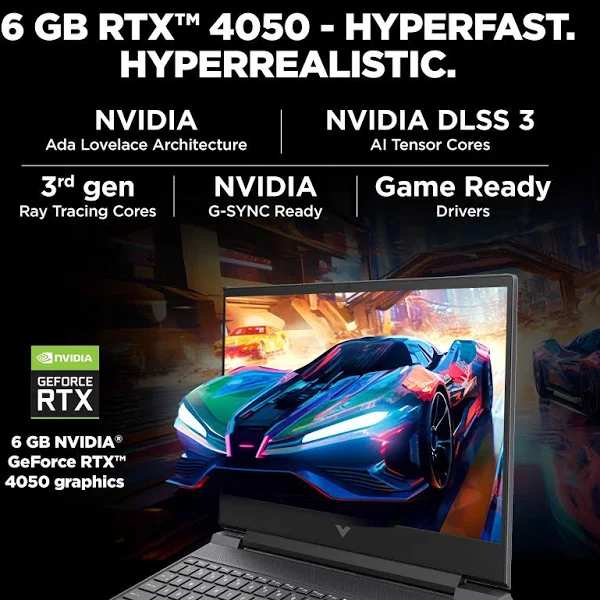 6 GB RTX™ 4050 - HYPERFAST.
HYPERREALISTIC.
NVIDIA
Ada Lovelace Architecture
NVIDIA DLSS 3
AI Tensor Cores
3rd gen
Ray Tracing Cores
NVIDIA
G-SYNC Ready
Game Ready
Drivers
NVIDIA
GEFORCE
RTX
6 GB NVIDIA®
GeForce RTX™
4050 graphics